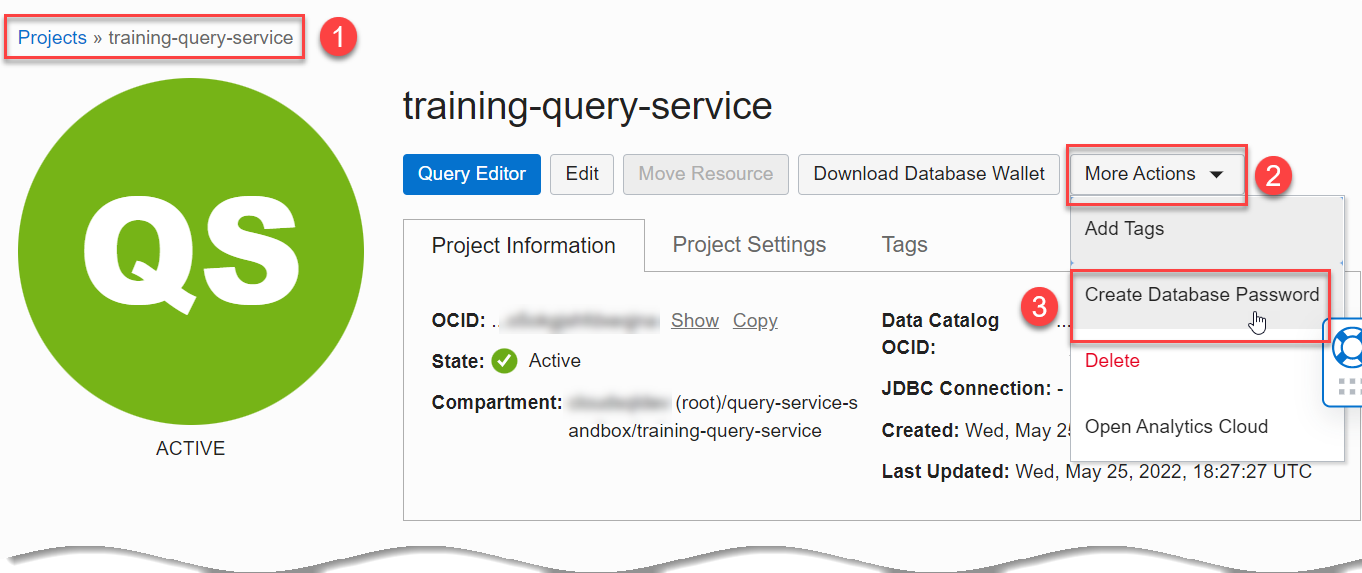 Projects » training-query-service
1
training-query-service
Query Editor
Edit
Move Resource
Download Database Wallet
More Actions
2
Add Tags
Project Information
Project Settings
Tags
Create Database Password
3
QS
OCID: ..
Show
Copy
Data Catalog
OCID:
...
State:
Active
Delete
JDBC Connection: -
Compartment:
(root)/query-service-s
andbox/training-query-service
Created: Wed, May 25
Open Analytics Cloud
ACTIVE
Last Updated: Wed, May 25, 2022, 18:27:27 UTC